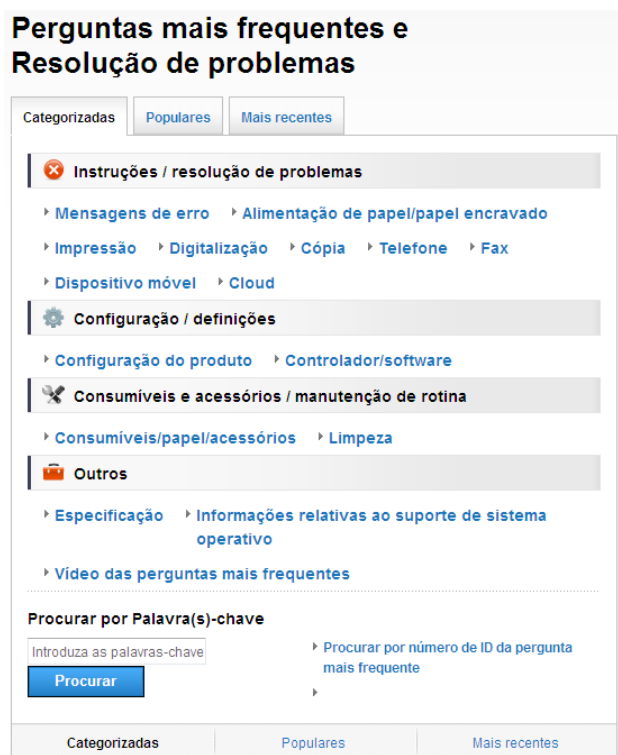 Perguntas mais frequentes e
Resolução de problemas
Categorizadas Populares Mais recentes
Instruções / resolução de problemas
Mensagens de erro Alimentação de papel/papel encravado
Impressão Digitalização Cópia Telefone Fax
Dispositivo móvel Cloud
Configuração / definições
Configuração do produto Controlador/software
Consumíveis e acessórios / manutenção de rotina
Consumíveis/papel/acessórios Limpeza
Outros
Especificação Informações relativas ao suporte de sistema
operativo
Vídeo das perguntas mais frequentes
Procurar por Palavra(s)-chave
Introduza as palavras-chave
Procurar por número de ID da pergunta
mais frequente
Procurar
Categorizadas Populares Mais recentes